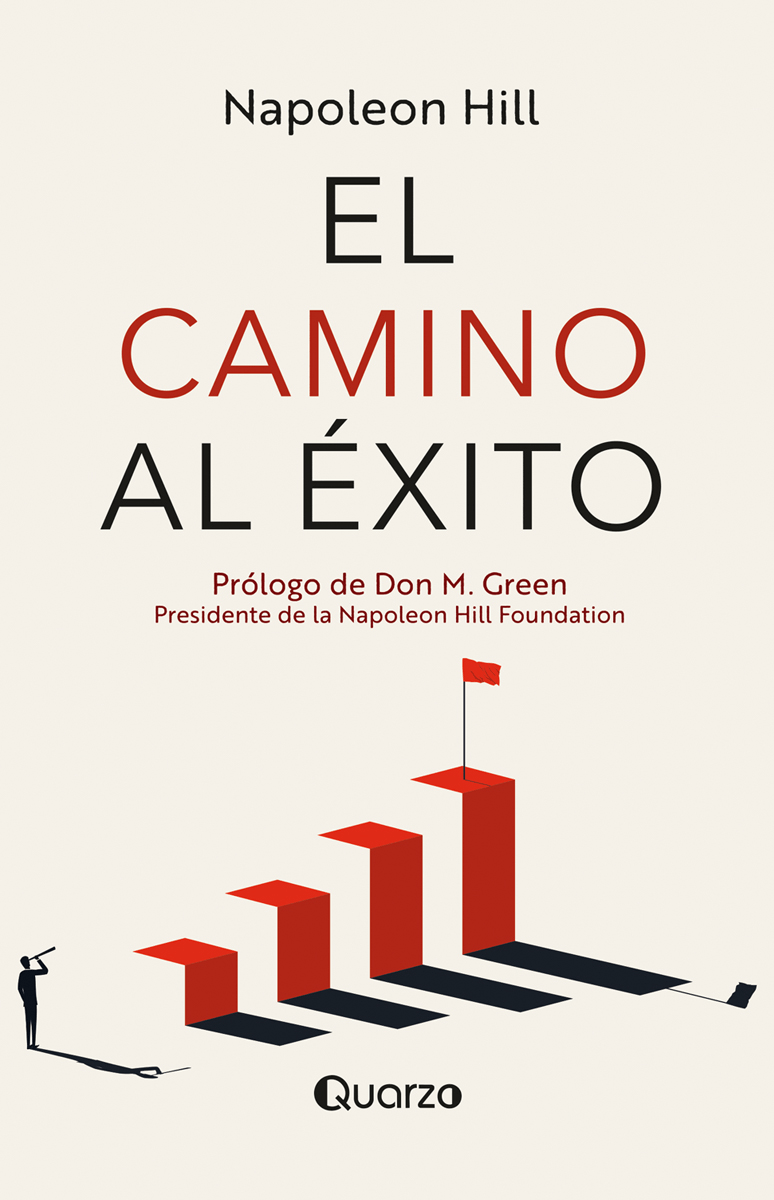 Napoleon Hill
EL
CAMINO
AL ÉXITO
Prólogo de Don M. Green
Presidente de la Napoleon Hill Foundation
Quarzo